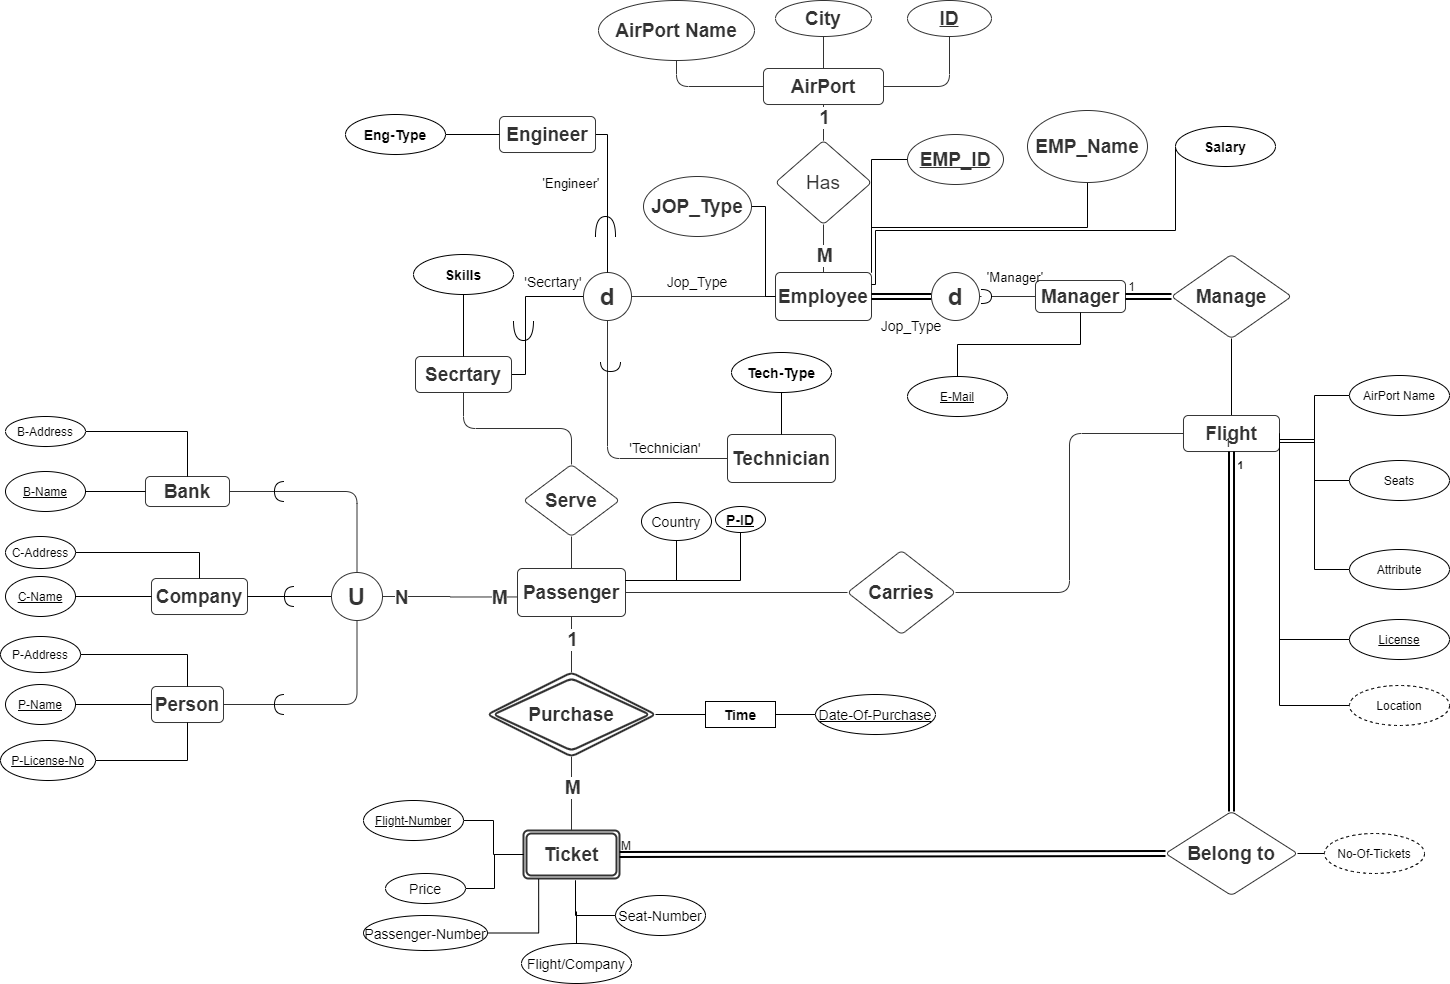 AirPort Name
City
ID
AirPort
1
Eng-Type
Engineer
'Engineer'
Has
EMP_ID
EMP_Name
Salary
JOP_Type
M
Skills
'Secrtary'
d
Jop_Type
Employee
d
'Manager'
Manager
1
Manage
Jop_Type
Secrtary
Tech-Type
E-Mail
AirPort Name
B-Address
Flight
1
1
'Technician'
Technician
Seats
B-Name
Bank
Serve
Country
P-ID
C-Address
Attribute
C-Name
Company
U
N
M
Passenger
Carries
1
License
P-Address
P-Name
Person
Purchase
Time
Date-Of-Purchase
Location
P-License-No
M
Flight-Number
Ticket
M
Belong to
No-Of-Tickets
Price
Passenger-Number
Seat-Number
Flight/Company